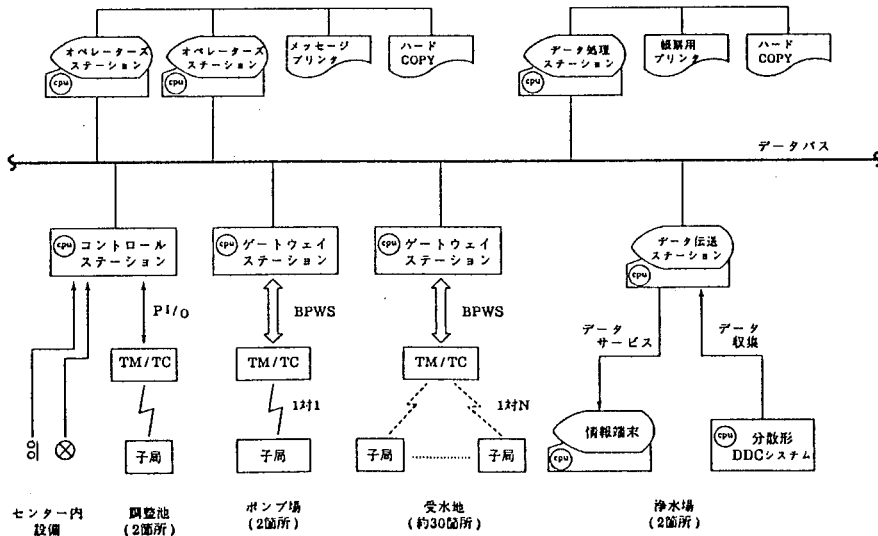 オペレーターズ
ステーション
cpu
オペレーターズ
ステーション
cpu
メッセージ
プリンタ
ハード
COPY
データ処理
ステーション
cpu
帳票用
プリンタ
ハード
COPY
データバス
cpu コントロール
ステーション
cpu ゲートウェイ
ステーション
cpu ゲートウェイ
ステーション
データ伝送
ステーション
cpu
PI/O
BPWS
BPWS
データ
サービス
データ
収集
TM/TC
TM/TC
TM/TC
1対1
1対N
子局
子局
子局
子局
情報端末
cpu
cpu 分散形
DDCシステム
センター内
設備
調整池
(2箇所)
ポンプ場
(2箇所)
受水地
(約30箇所)
浄水場
(2箇所)